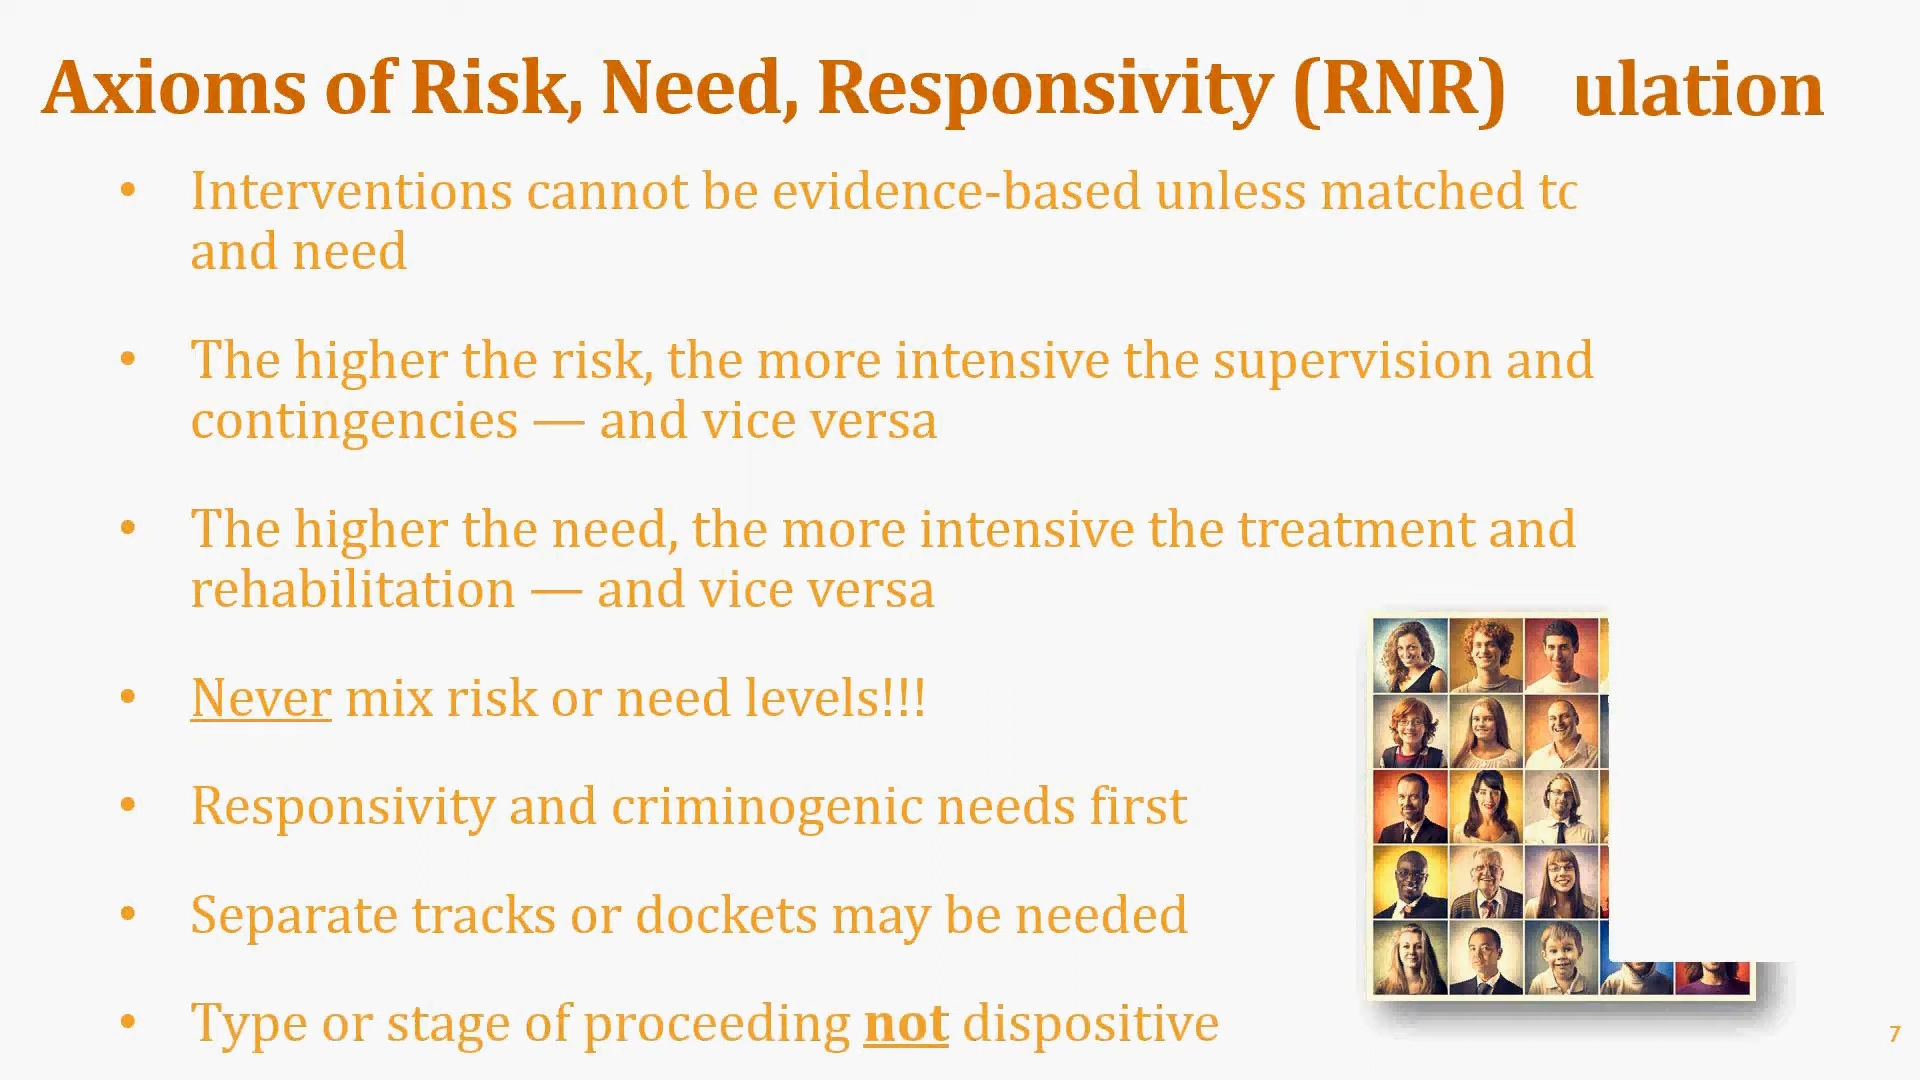 Axioms of Risk, Need, Responsivity (RNR) ulation
• Interventions cannot be evidence-based unless matched
and need
• The higher the risk, the more intensive the supervision and
contingencies — and vice versa
• The higher the need, the more intensive the treatment and
rehabilitation — and vice versa
• Never mix risk or need levels!!!
• Responsivity and criminogenic needs first
• Separate tracks or dockets may be needed
• Type or stage of proceeding not dispositive
7